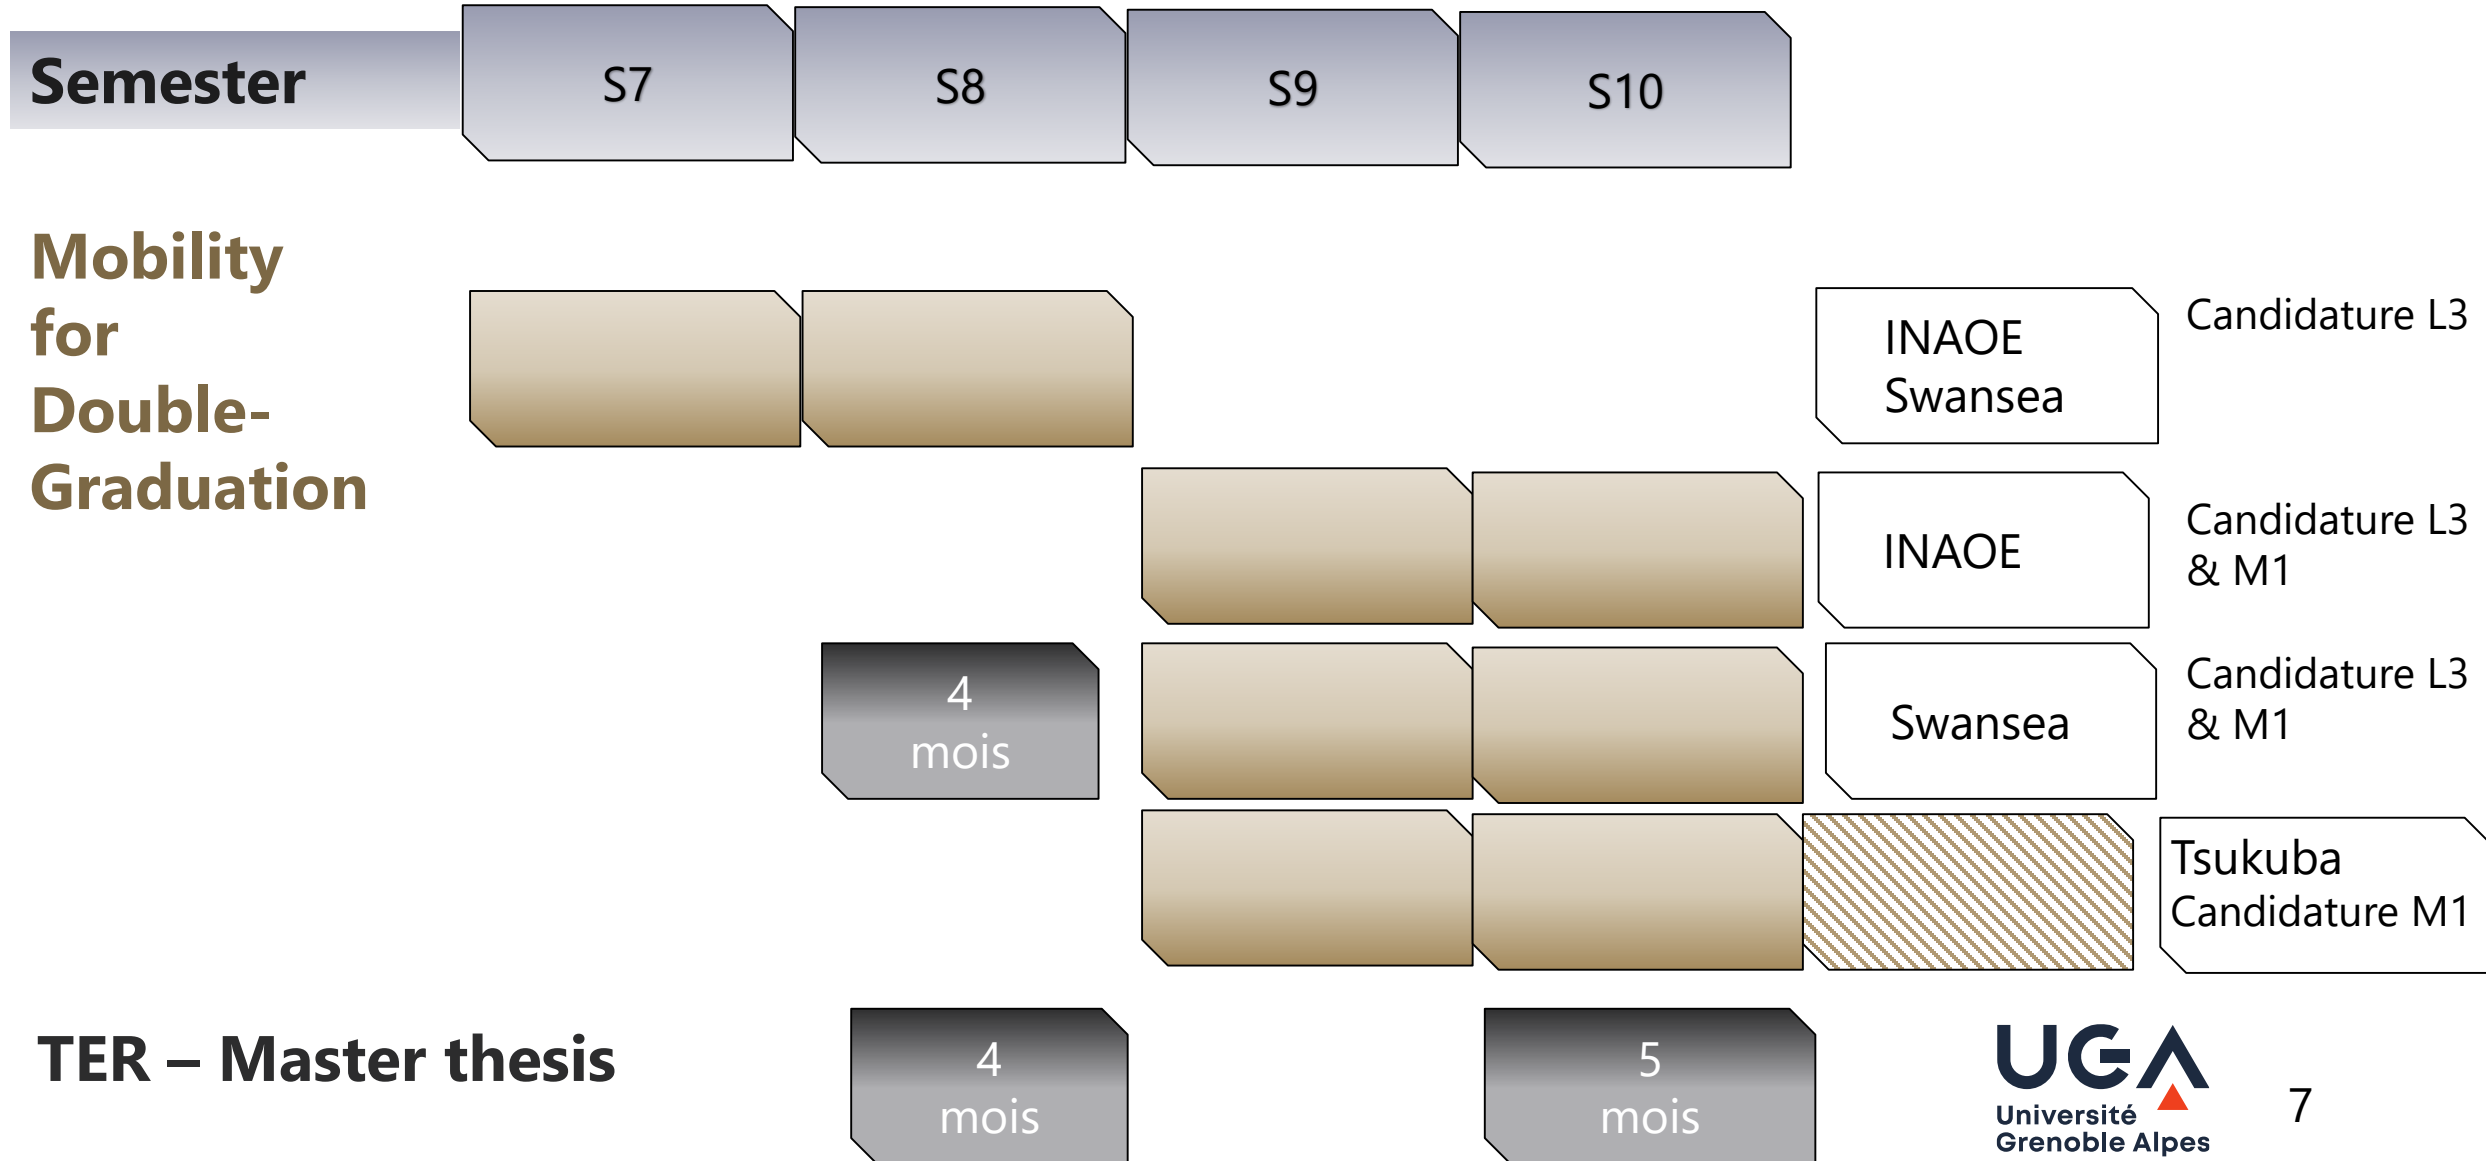 Semester
S7
S8
S9
S10
Mobility
for
Double-
Graduation
INAOE
Swansea
Candidature L3
INAOE
Candidature L3
& M1
4
mois
Swansea
Candidature L3
& M1
Tsukuba
Candidature M1
TER – Master thesis
4
mois
5
mois
UGA
Université
Grenoble Alpes
7